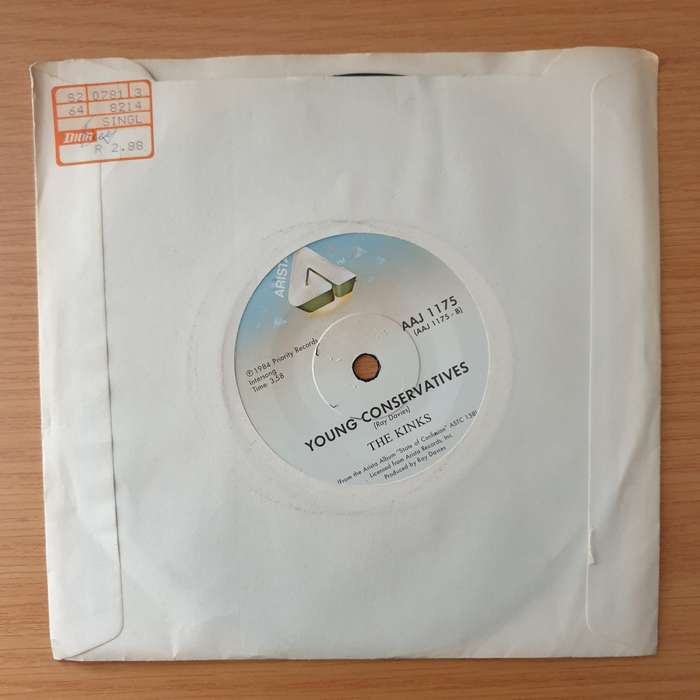 82 0781 3
64 8214
SINGL
R 2.98
ARISTA
TM
AAJ 1175
(AAJ 1175 - B)
℗1984 Priority Records
Intersong
Time: 3.58
YOUNG CONSERVATIVES
(Ray Davies)
THE KINKS
(From the Arista Album "State of Confusion" ASTC 138
Licensed from Arista Records, Inc.
Produced by Ray Davies